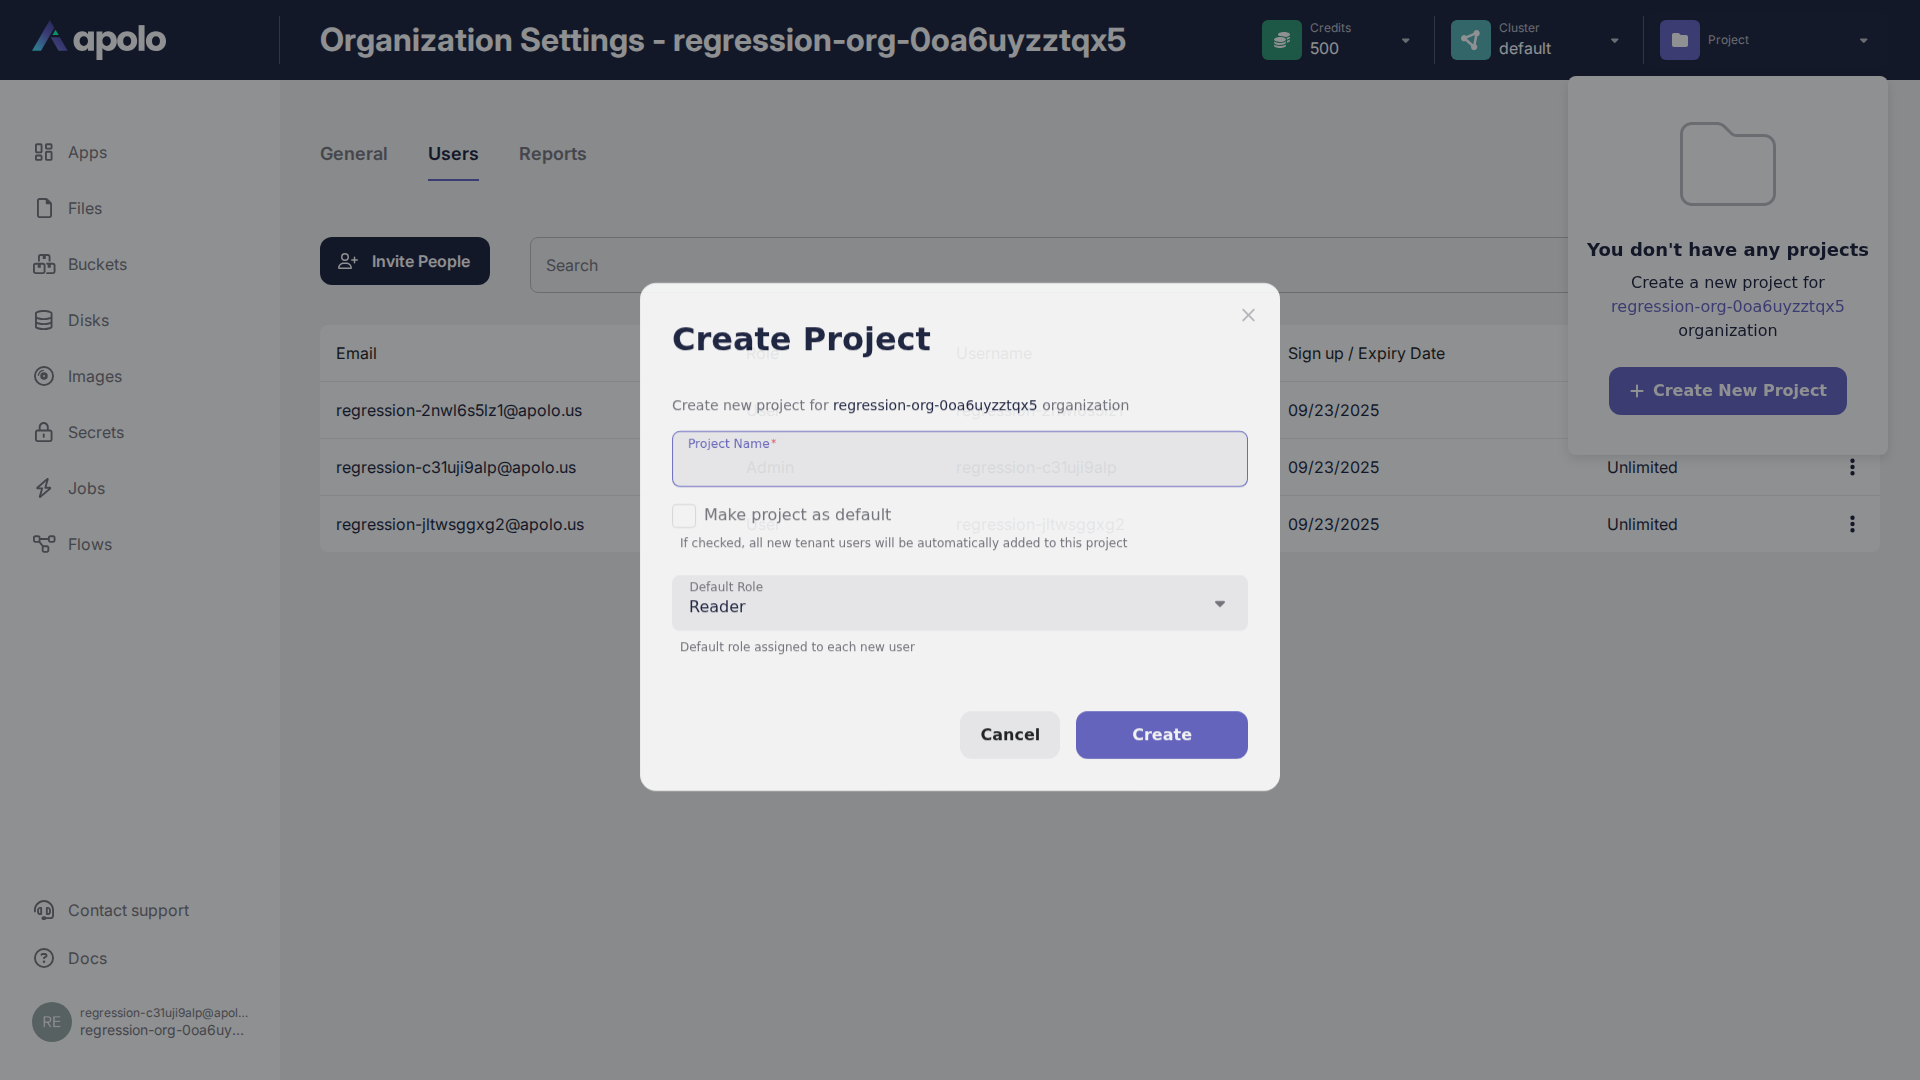 apolo
Organization Settings - regression-org-0oa6uyzztqx5
Credits
500
Cluster
default
Project
Apps
Files
Buckets
Disks
Images
Secrets
Jobs
Flows
Contact support
Docs
RE
regression-c31uji9alp@apol...
regression-org-0oa6uy...
General
Users
Reports
Invite People
Search
Email
Role
Username
Sign up / Expiry Date
regression-2nwl6s5lz1@apolo.us
09/23/2025
regression-c31uji9alp@apolo.us
Admin
regression-c31uji9alp
09/23/2025
Unlimited
regression-jltwsggxg2@apolo.us
User
regression-jltwsggxg2
09/23/2025
Unlimited
You don't have any projects
Create a new project for
regression-org-0oa6uyzztqx5
organization
Create New Project
Create Project
Create new project for regression-org-0oa6uyzztqx5 organization
Project Name*
Make project as default
If checked, all new tenant users will be automatically added to this project
Default Role
Reader
Default role assigned to each new user
Cancel
Create